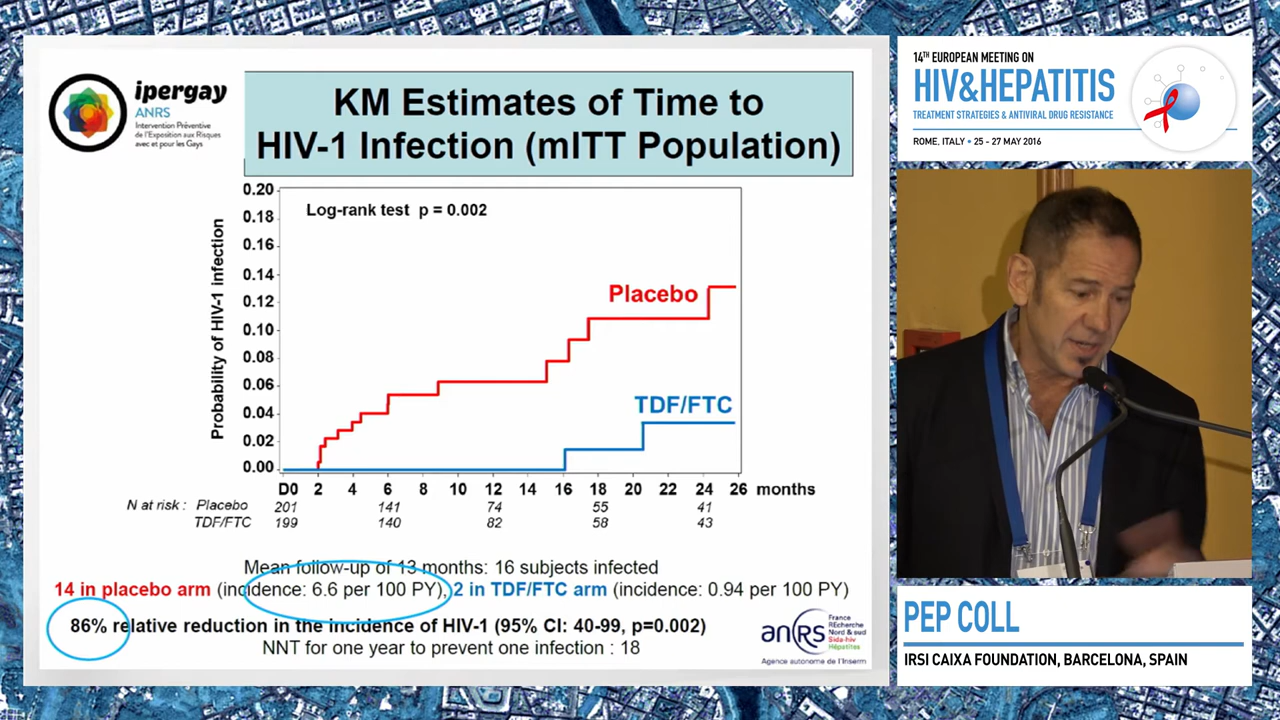 ipergay
ANRS
Intervention Préventive
de l'Exposition aux Risques
avec et pour les Gays
KM Estimates of Time to
HIV-1 Infection (mITT Population)
Probability of HIV-1 infection
0.20
0.18
0.16
0.14
0.12
0.10
0.08
0.06
0.04
0.02
0.00
Log-rank test p = 0.002
Placebo
TDF/FTC
D0 2 4 6 8 10 12 14 16 18 20 22 24 26 months
N at risk : Placebo 201 141 74 55 41
TDF/FTC 199 140 82 58 43
Mean follow-up of 13 months: 16 subjects infected
14 in placebo arm (incidence: 6.6 per 100 PY), 2 in TDF/FTC arm (incidence: 0.94 per 100 PY)
86% relative reduction in the incidence of HIV-1 (95% CI: 40-99, p=0.002)
NNT for one year to prevent one infection : 18
anRS
France
REcherche
Nord & sud
Sida-hiv
Hépatites
Agence autonome de l'Inserm
14TH EUROPEAN MEETING ON
HIV&HEPATITIS
TREATMENT STRATEGIES & ANTIVIRAL DRUG RESISTANCE
ROME, ITALY • 25 - 27 MAY 2016
PEP COLL
IRSI CAIXA FOUNDATION, BARCELONA, SPAIN